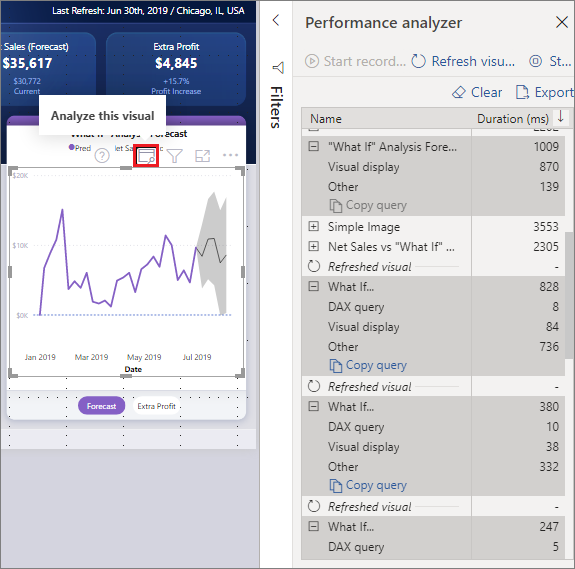 Last Refresh: Jun 30th, 2019 / Chicago, IL, USA
Sales (Forecast)
$35,617
$30,772
Current
Extra Profit
$4,845
+15.7%
Profit Increase
Analyze this visual
Forecast
Pred
$20K
$10K
$0K
Jan 2019
Mar 2019
May 2019
Jul 2019
Date
Forecast
Extra Profit
Filters
Performance analyzer
Start record...
Refresh visu...
St...
Clear
Export
Name
Duration (ms)
"What If" Analysis Fore...
1009
Visual display
870
Other
139
Copy query
Simple Image
3553
Net Sales vs "What If" ...
2305
Refreshed visual
-
What If...
828
DAX query
8
Visual display
84
Other
736
Copy query
Refreshed visual
-
What If...
380
DAX query
10
Visual display
38
Other
332
Copy query
Refreshed visual
-
What If...
247
DAX query
5